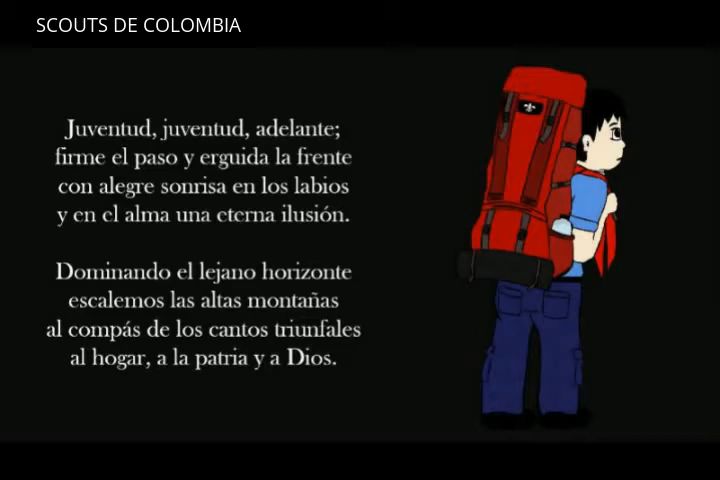 SCOUTS DE COLOMBIA
Juventud, juventud, adelante;
firme el paso y erguida la frente
con alegre sonrisa en los labios
y en el alma una eterna ilusión.
Dominando el lejano horizonte
escalemos las altas montañas
al compás de los cantos triunfales
al hogar, a la patria y a Dios.